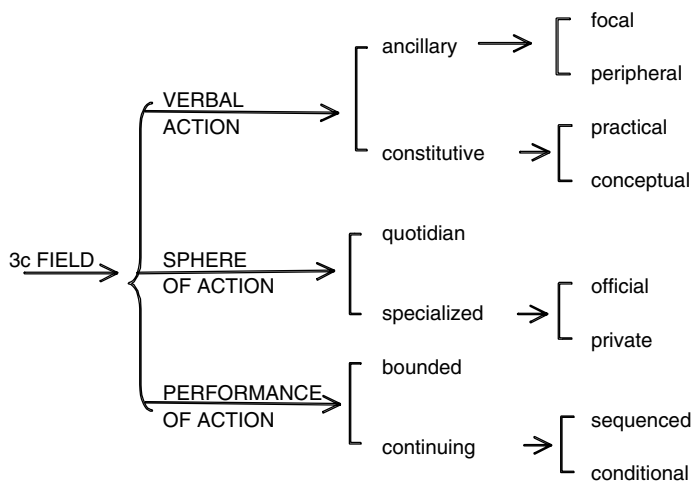 focal
ancillary
peripheral
VERBAL
ACTION
practical
constitutive
conceptual
quotidian
3c FIELD
SPHERE
OF ACTION
official
specialized
private
bounded
PERFORMANCE
OF ACTION
sequenced
continuing
conditional